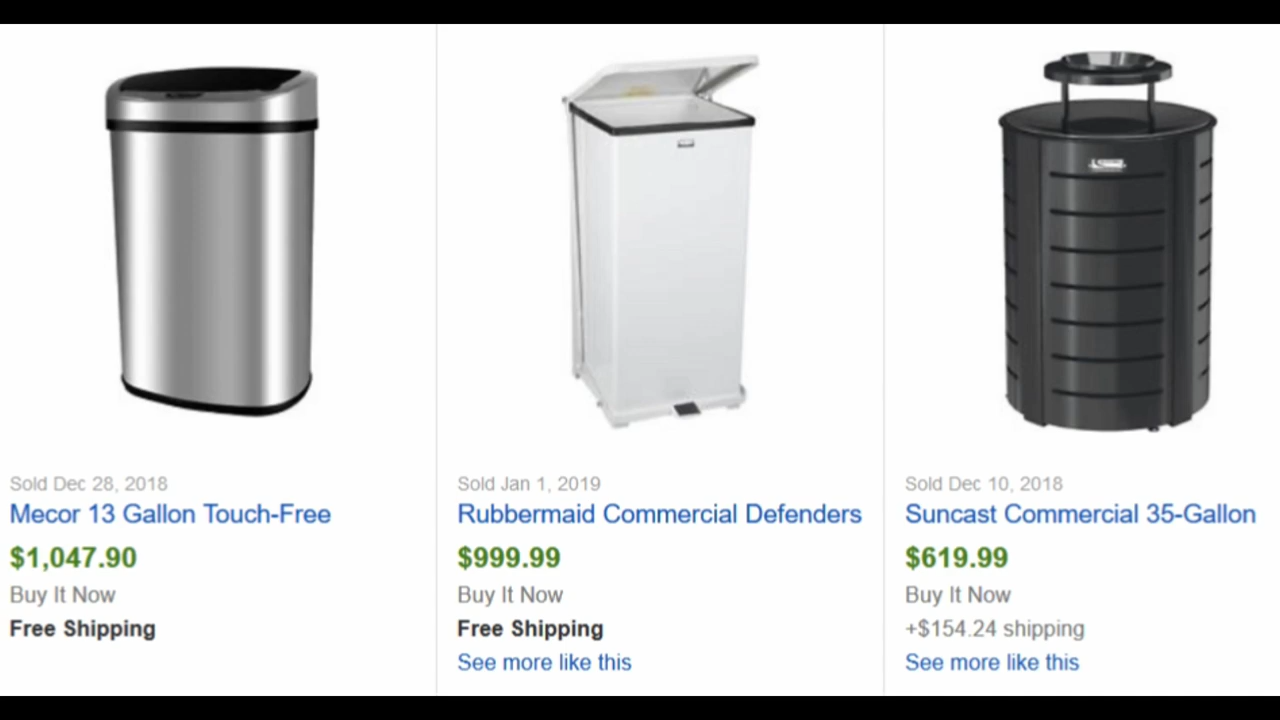 Sold Dec 28, 2018
Mecor 13 Gallon Touch-Free
$1,047.90
Buy It Now
Free Shipping
Sold Jan 1, 2019
Rubbermaid Commercial Defenders
$999.99
Buy It Now
Free Shipping
See more like this
Sold Dec 10, 2018
Suncast Commercial 35-Gallon
$619.99
Buy It Now
+$154.24 shipping
See more like this